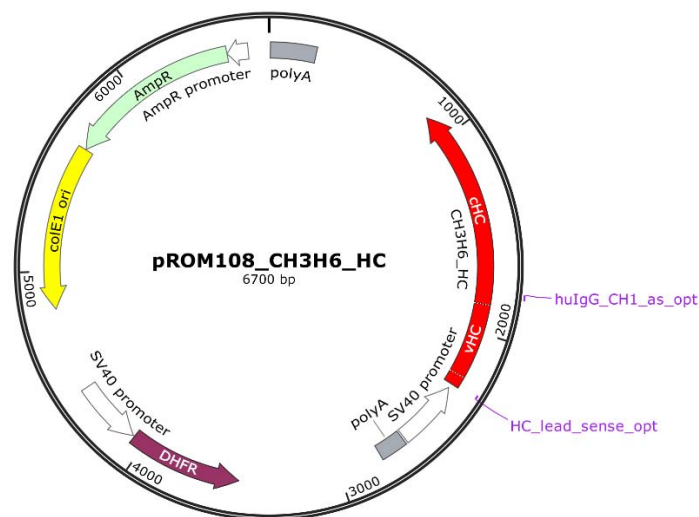 polyA
AmpR promoter
AmpR
6000
1000
cHC
CH3H6_HC
colE1 ori
pROM108_CH3H6_HC
6700 bp
5000
huIgG_CH1_as_opt
2000
vHC
SV40 promoter
HC_lead_sense_opt
polyA
SV40 promoter
DHFR
4000
3000